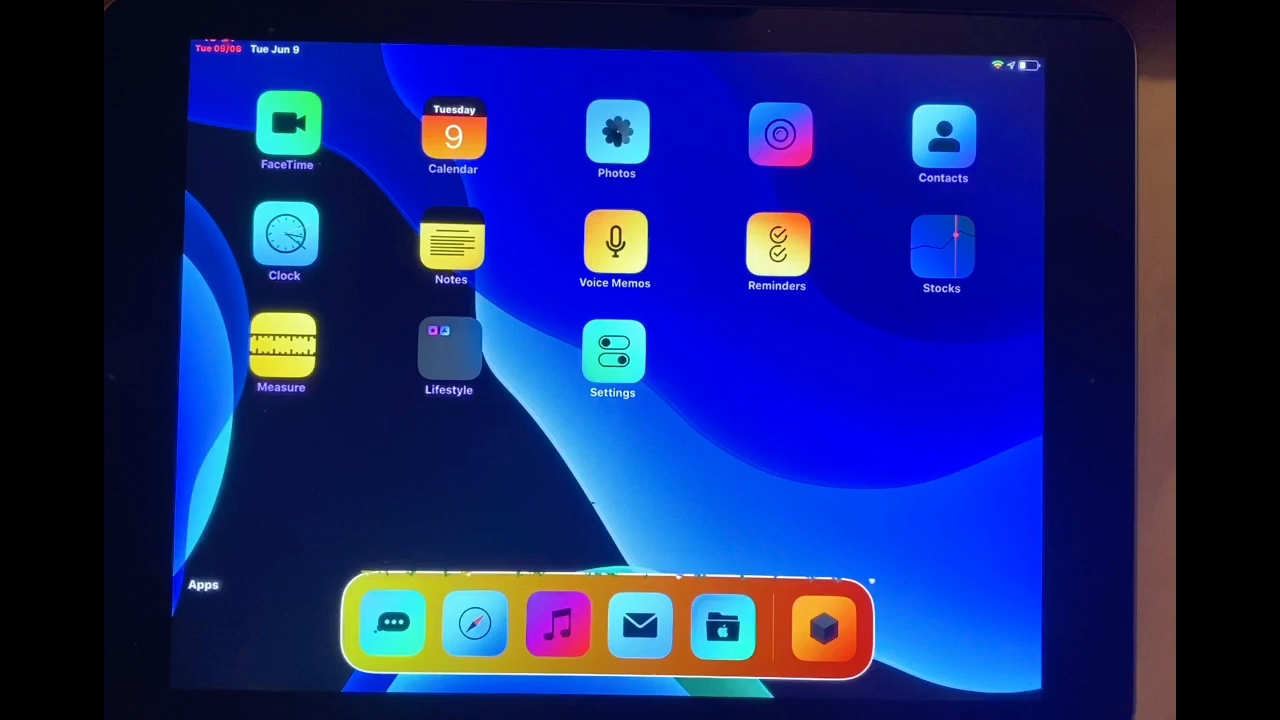 Tue 09/06 Tue Jun 9
FaceTime
Tuesday
9
Calendar
Photos
Contacts
Clock
Notes
Voice Memos
Reminders
Stocks
Measure
Lifestyle
Settings
Apps